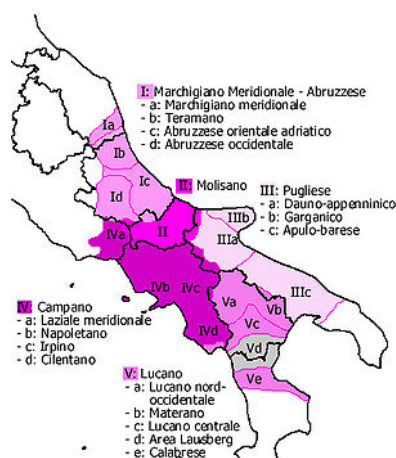 I: Marchigiano Meridionale - Abruzzese
- a: Marchigiano meridionale
- b: Teramano
- c: Abruzzese orientale adriatico
- d: Abruzzese occidentale
Ia
Ib
Ic
Id
II: Molisano
III: Pugliese
- a: Dauno-appenninico
- b: Garganico
- c: Apulo-barese
IIIb
IVa
II
IIIa
IVb
IVc
Va
Vb
IIIc
IV: Campano
- a: Laziale meridionale
- b: Napoletano
- c: Irpino
- d: Cilentano
IVd
Vc
Vd
Ve
V: Lucano
- a: Lucano nord-
occidentale
- b: Materano
- c: Lucano centrale
- d: Area Lausberg
- e: Calabrese